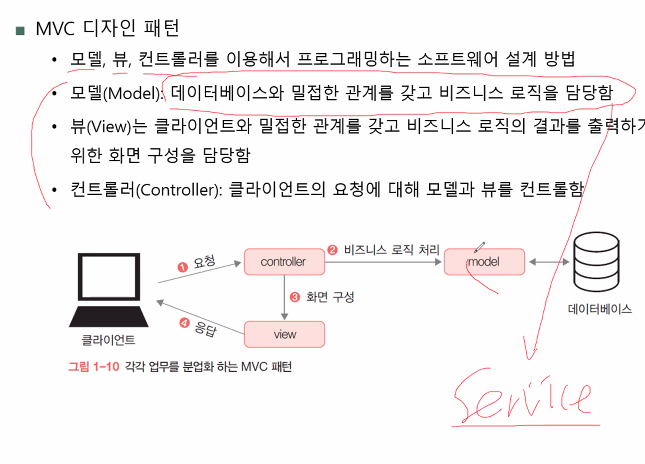 ■ MVC 디자인 패턴
• 모델, 뷰, 컨트롤러를 이용해서 프로그래밍하는 소프트웨어 설계 방법
• 모델(Model): 데이터베이스와 밀접한 관계를 갖고 비즈니스 로직을 담당함
• 뷰(View)는 클라이언트와 밀접한 관계를 갖고 비즈니스 로직의 결과를 출력하기
위한 화면 구성을 담당함
• 컨트롤러(Controller): 클라이언트의 요청에 대해 모델과 뷰를 컨트롤함
❶ 요청
controller
❷ 비즈니스 로직 처리
model
❸ 화면 구성
데이터베이스
❹ 응답
view
클라이언트
그림 1-10 각각 업무를 분업화 하는 MVC 패턴
Service